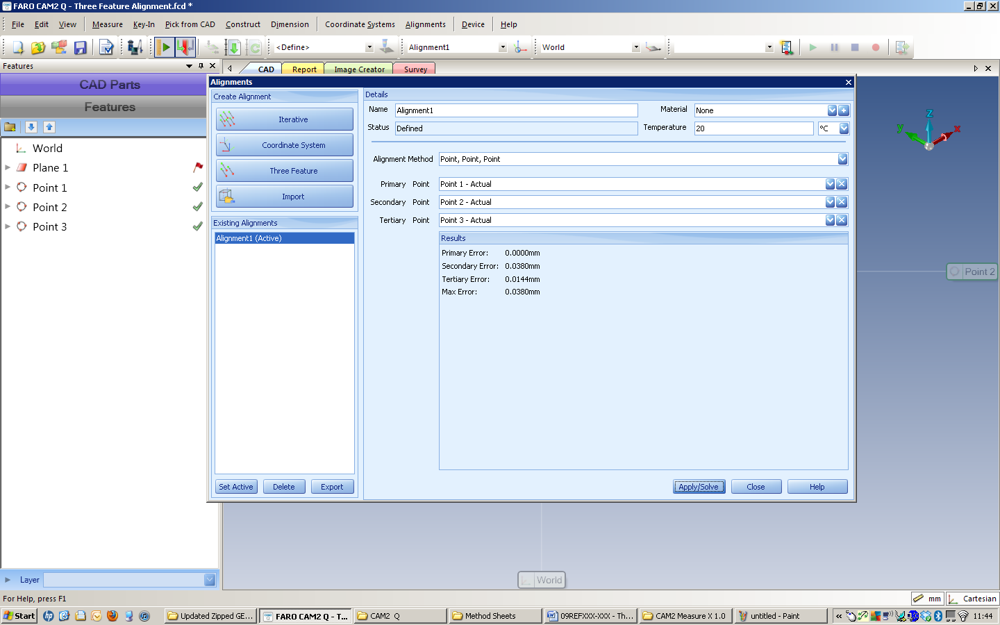 FARO CAM2 Q - Three Feature Alignment.fcd *
File Edit View Measure Key-In Pick from CAD Construct Dimension Coordinate Systems Alignments Device Help
<Define> Alignment1 World
Features
CAD Report Image Creator Survey
CAD Parts
Features
World
Plane 1
Point 1
Point 2
Point 3
Layer
Alignments
Create Alignment
Iterative
Coordinate System
Three Feature
Import
Existing Alignments
Alignment1 (Active)
Set Active Delete Export
Details
Name Alignment1 Material None
Status Defined Temperature 20 °C
Alignment Method Point, Point, Point
Primary Point Point 1 - Actual
Secondary Point Point 2 - Actual
Tertiary Point Point 3 - Actual
Results
Primary Error: 0.0000mm
Secondary Error: 0.0380mm
Tertiary Error: 0.0144mm
Max Error: 0.0380mm
Apply/Solve Close Help
z
y x
Point 2
World
For Help, press F1
mm Cartesian
Start Updated Zipped GE... FARO CAM2 Q - T... CAM2 Q Method Sheets 09REFXXX-XXX - Th... CAM2 Measure X 1.0 untitled - Paint « 11:44